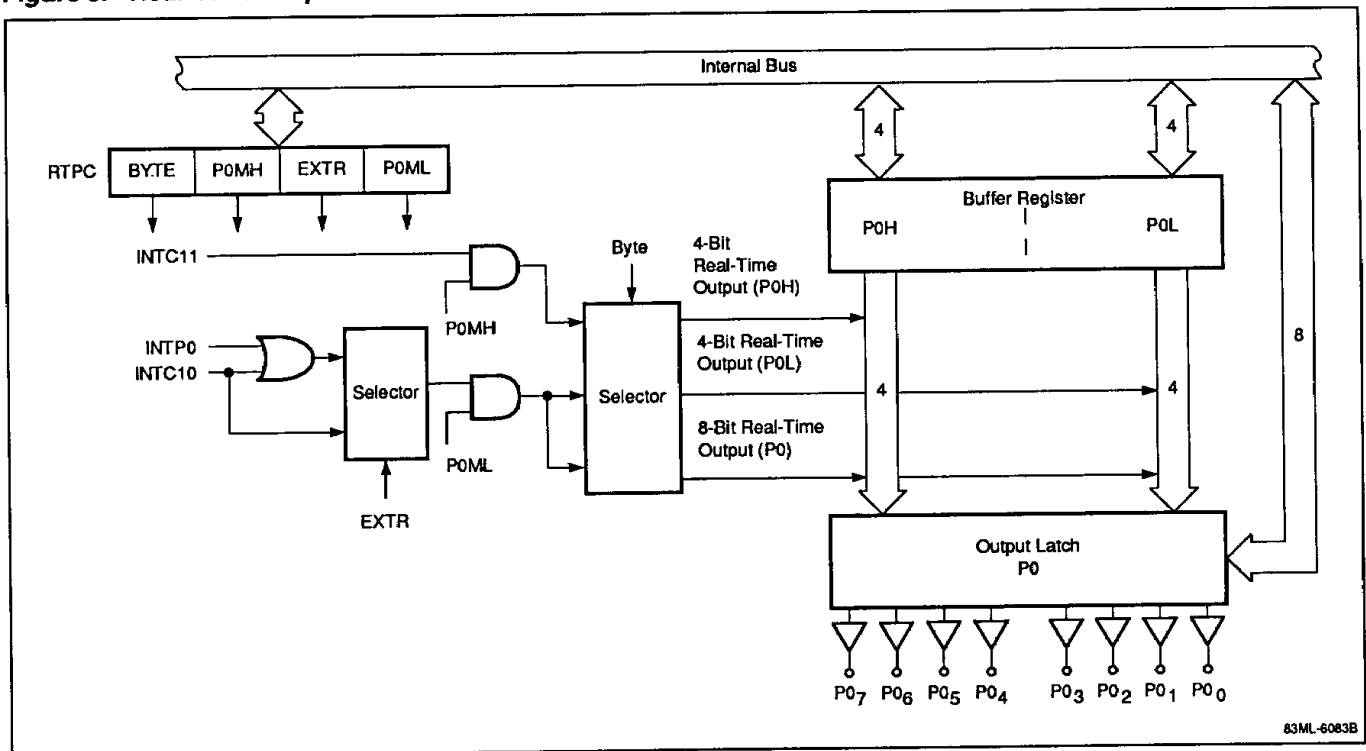 Internal Bus
4
4
RTPC BYTE P0MH EXTR P0ML
Buffer Register
P0H
P0L
INTC11
Byte
4-Bit
Real-Time
Output (P0H)
P0MH
8
INTP0
INTC10
4-Bit Real-Time
Output (P0L)
Selector
Selector
4
4
8-Bit Real-Time
Output (P0)
P0ML
EXTR
Output Latch
P0
P07 P06 P05 P04 P03 P02 P01 P00
83ML-6083B